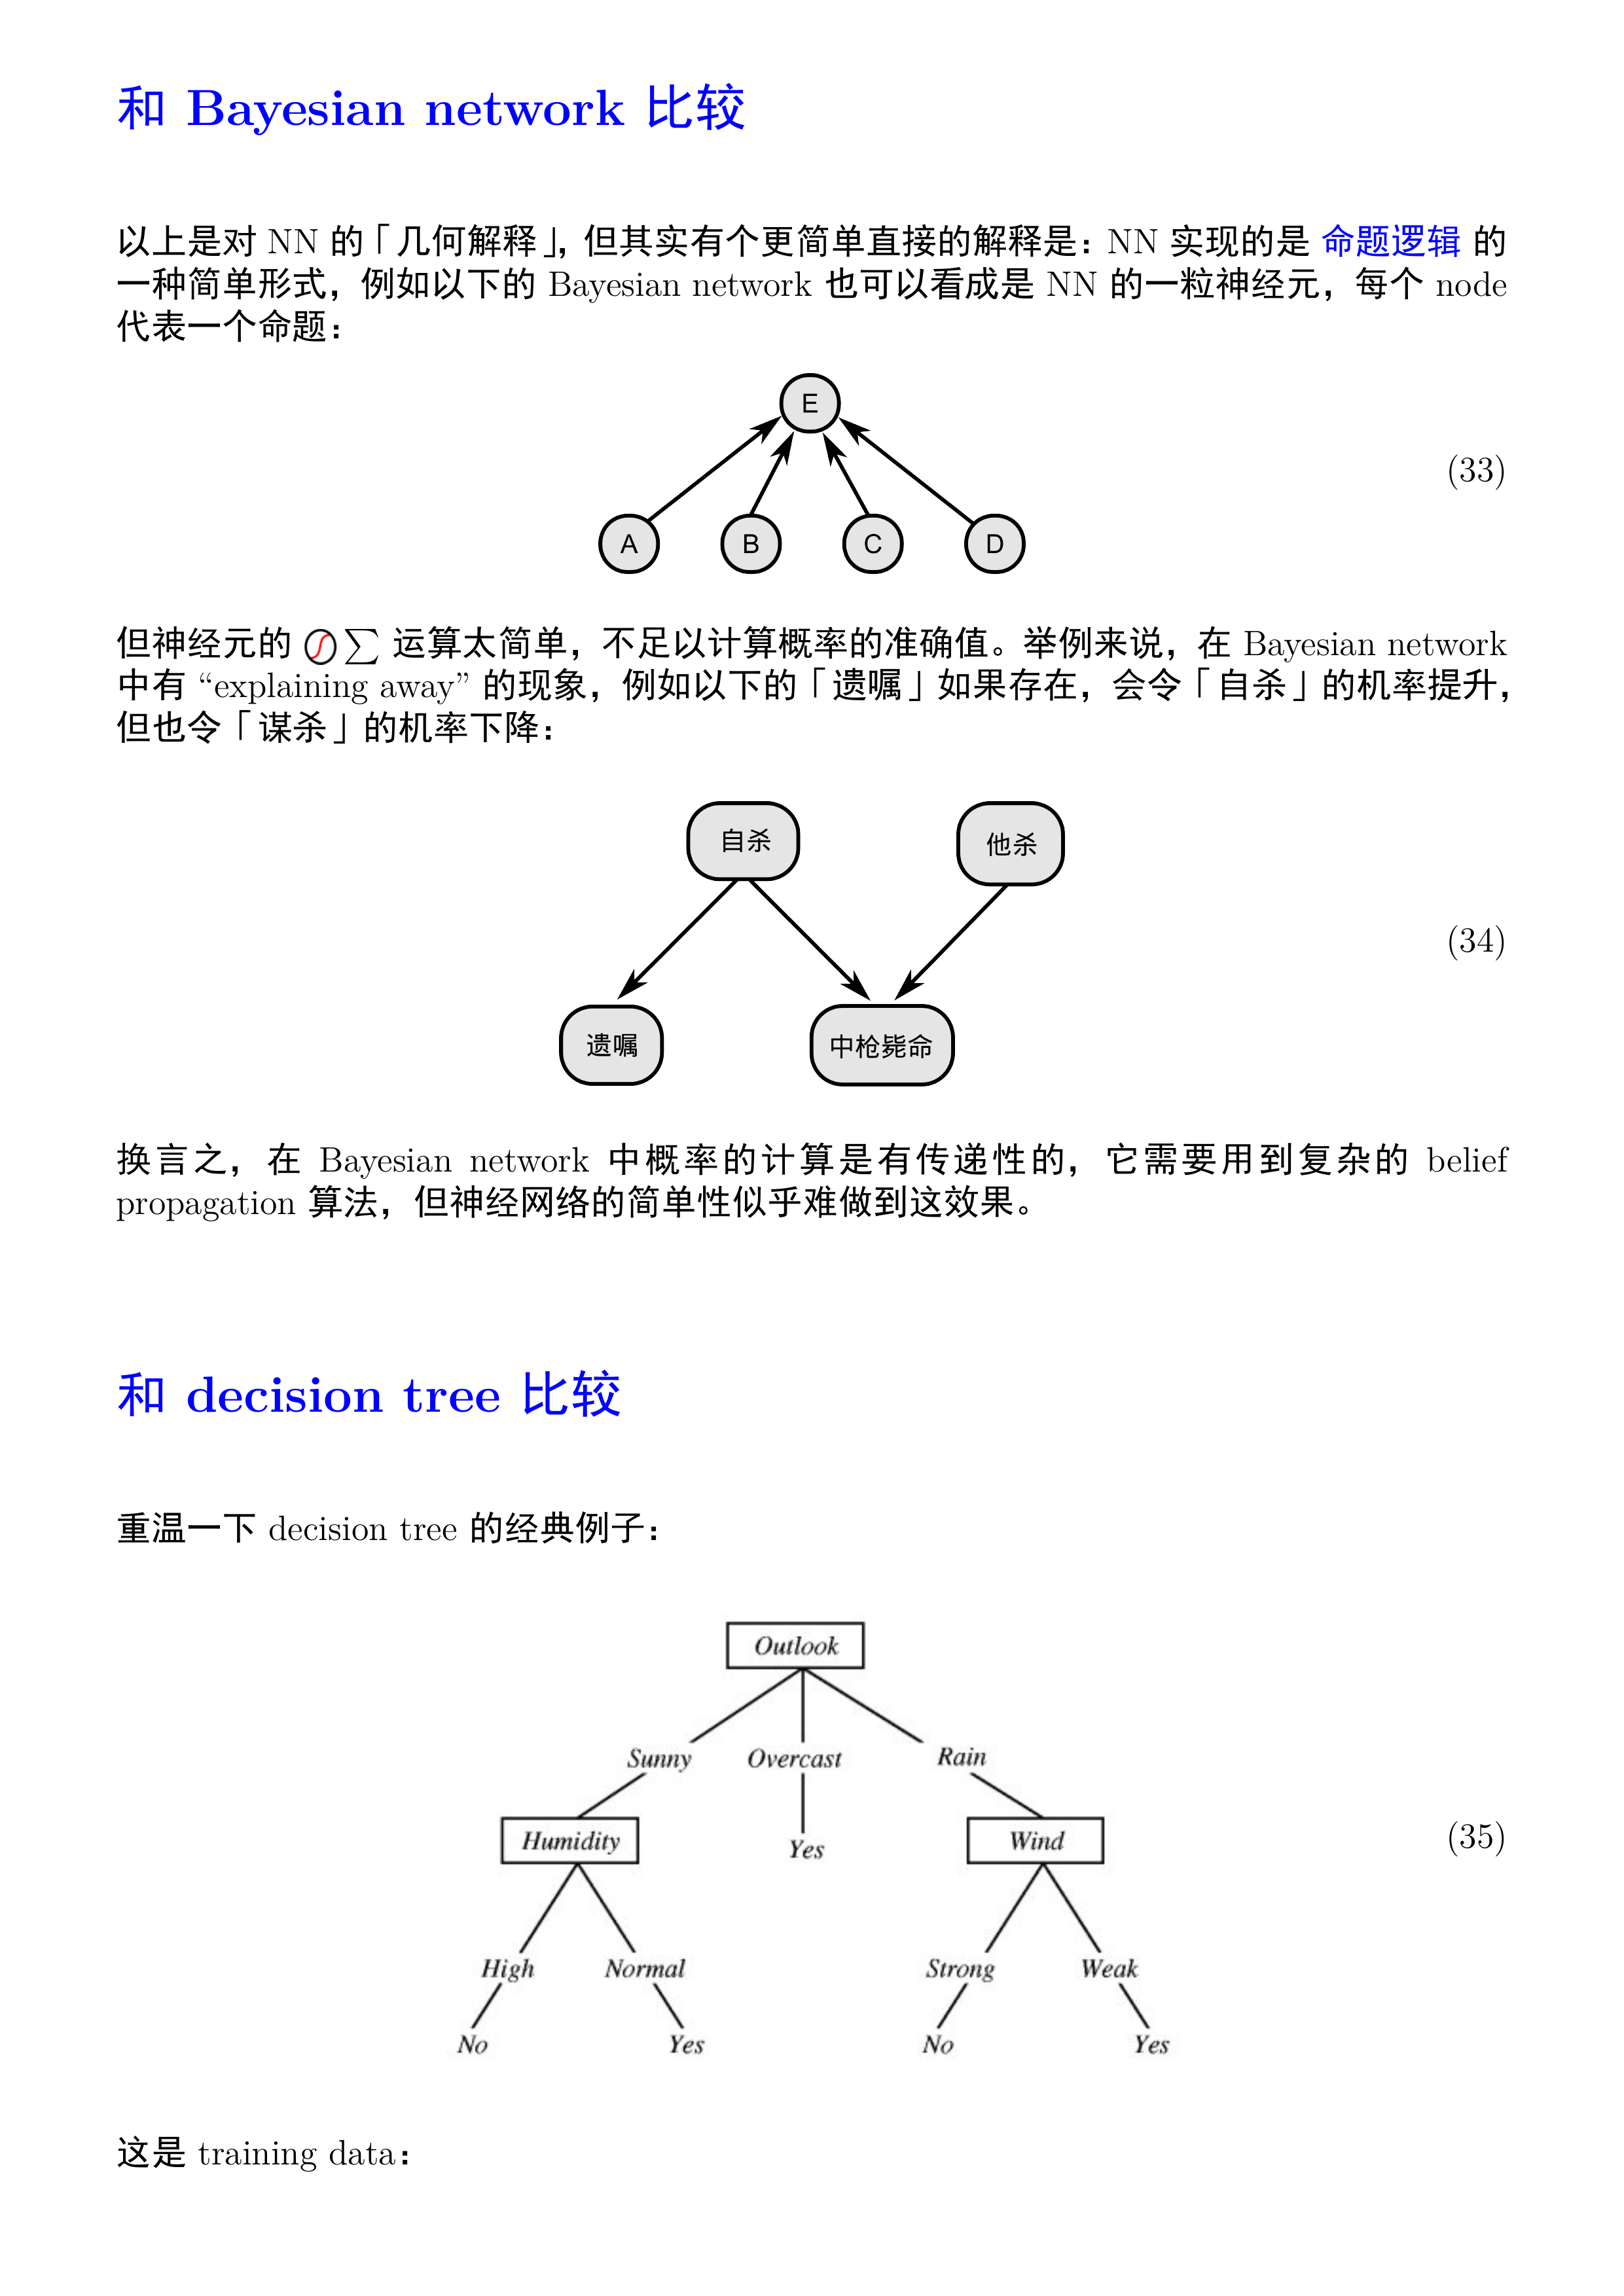 和 Bayesian network 比较
以上是对 NN 的「几何解释」，但其实有个更简单直接的解释是：NN 实现的是 命题逻辑 的
一种简单形式，例如以下的 Bayesian network 也可以看成是 NN 的一粒神经元，每个 node
代表一个命题：
E
A B C D
(33)
但神经元的 ∑ 运算太简单，不足以计算概率的准确值。举例来说，在 Bayesian network
中有 “explaining away” 的现象，例如以下的「遗嘱」如果存在，会令「自杀」的机率提升，
但也令「谋杀」的机率下降：
自杀 他杀
(34)
遗嘱 中枪毙命
换言之，在 Bayesian network 中概率的计算是有传递性的，它需要用到复杂的 belief
propagation 算法，但神经网络的简单性似乎难做到这效果。
和 decision tree 比较
重温一下 decision tree 的经典例子：
Outlook
Sunny Overcast Rain
Humidity Yes Wind
(35)
High Normal Strong Weak
No Yes No Yes
这是 training data：